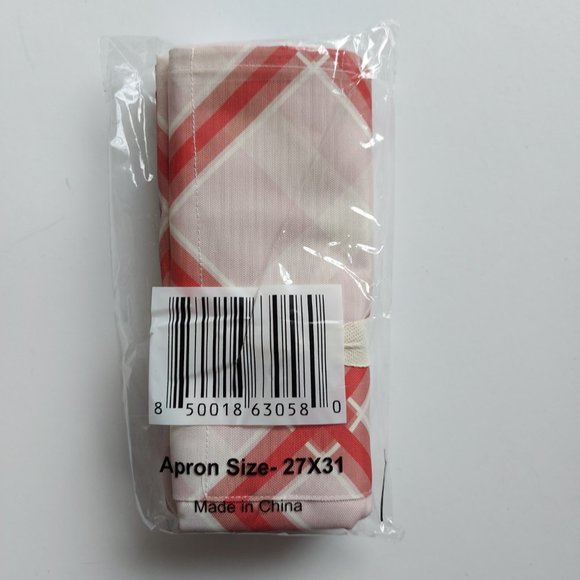 8 50018 63058 0
Apron Size- 27X31
Made in China